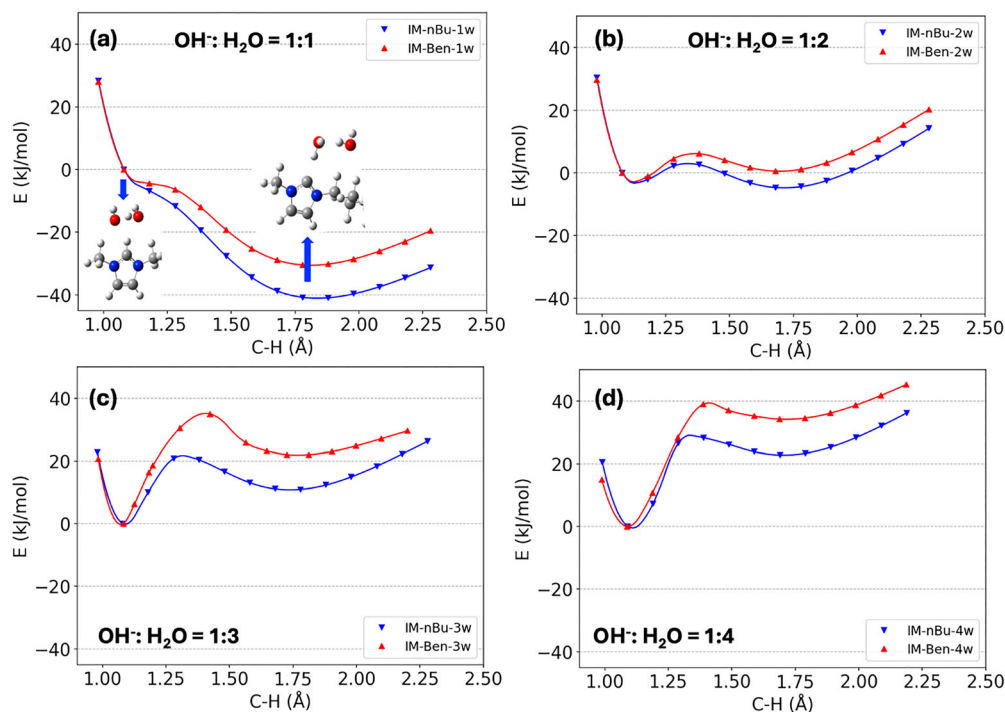 (a)
OH⁻: H₂O = 1:1
IM-nBu-1w
IM-Ben-1w
E (kJ/mol)
40
20
0
−20
−40
1.00 1.25 1.50 1.75 2.00 2.25 2.50
C-H (Å)
(b)
OH⁻: H₂O = 1:2
IM-nBu-2w
IM-Ben-2w
E (kJ/mol)
40
20
0
−20
−40
1.00 1.25 1.50 1.75 2.00 2.25 2.50
C-H (Å)
(c)
E (kJ/mol)
40
20
0
−20
−40
OH⁻: H₂O = 1:3
IM-nBu-3w
IM-Ben-3w
1.00 1.25 1.50 1.75 2.00 2.25 2.50
C-H (Å)
(d)
E (kJ/mol)
40
20
0
−20
−40
OH⁻: H₂O = 1:4
IM-nBu-4w
IM-Ben-4w
1.00 1.25 1.50 1.75 2.00 2.25 2.50
C-H (Å)